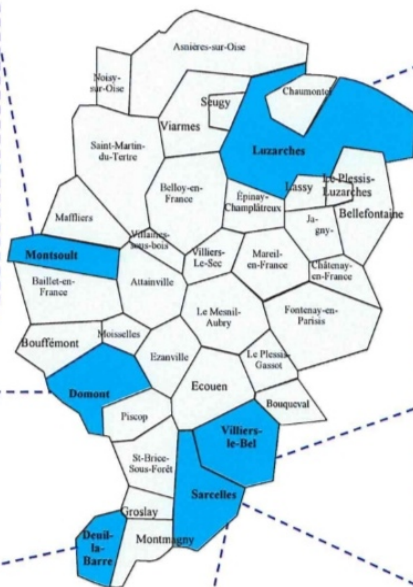 Asnières-sur-Oise
Noisy-
sur-Oise
Seugy
Chaumontel
Viarmes
Luzarches
Saint-Martin-
du-Tertre
Belloy-en-
France
Épinay-
Champlâtreux
Lassy
Le Plessis-
Luzarches
Bellefontaine
Ja-
gny-
Maffliers
Villaines-
sous-bois
Villiers-
Le-Sec
Mareil-
en-France
Châtenay-
en-France
Montsoult
Baillet-en-
France
Attainville
Le Mesnil-
Aubry
Fontenay-en-
Parisis
Bouffémont
Moisselles
Ezanville
Le Plessis-
Gassot
Ecouen
Domont
Piscop
Bouqueval
Villiers-
le-Bel
St-Brice-
Sous-Forêt
Sarcelles
Groslay
Deuil-
la-
Barre
Montmagny